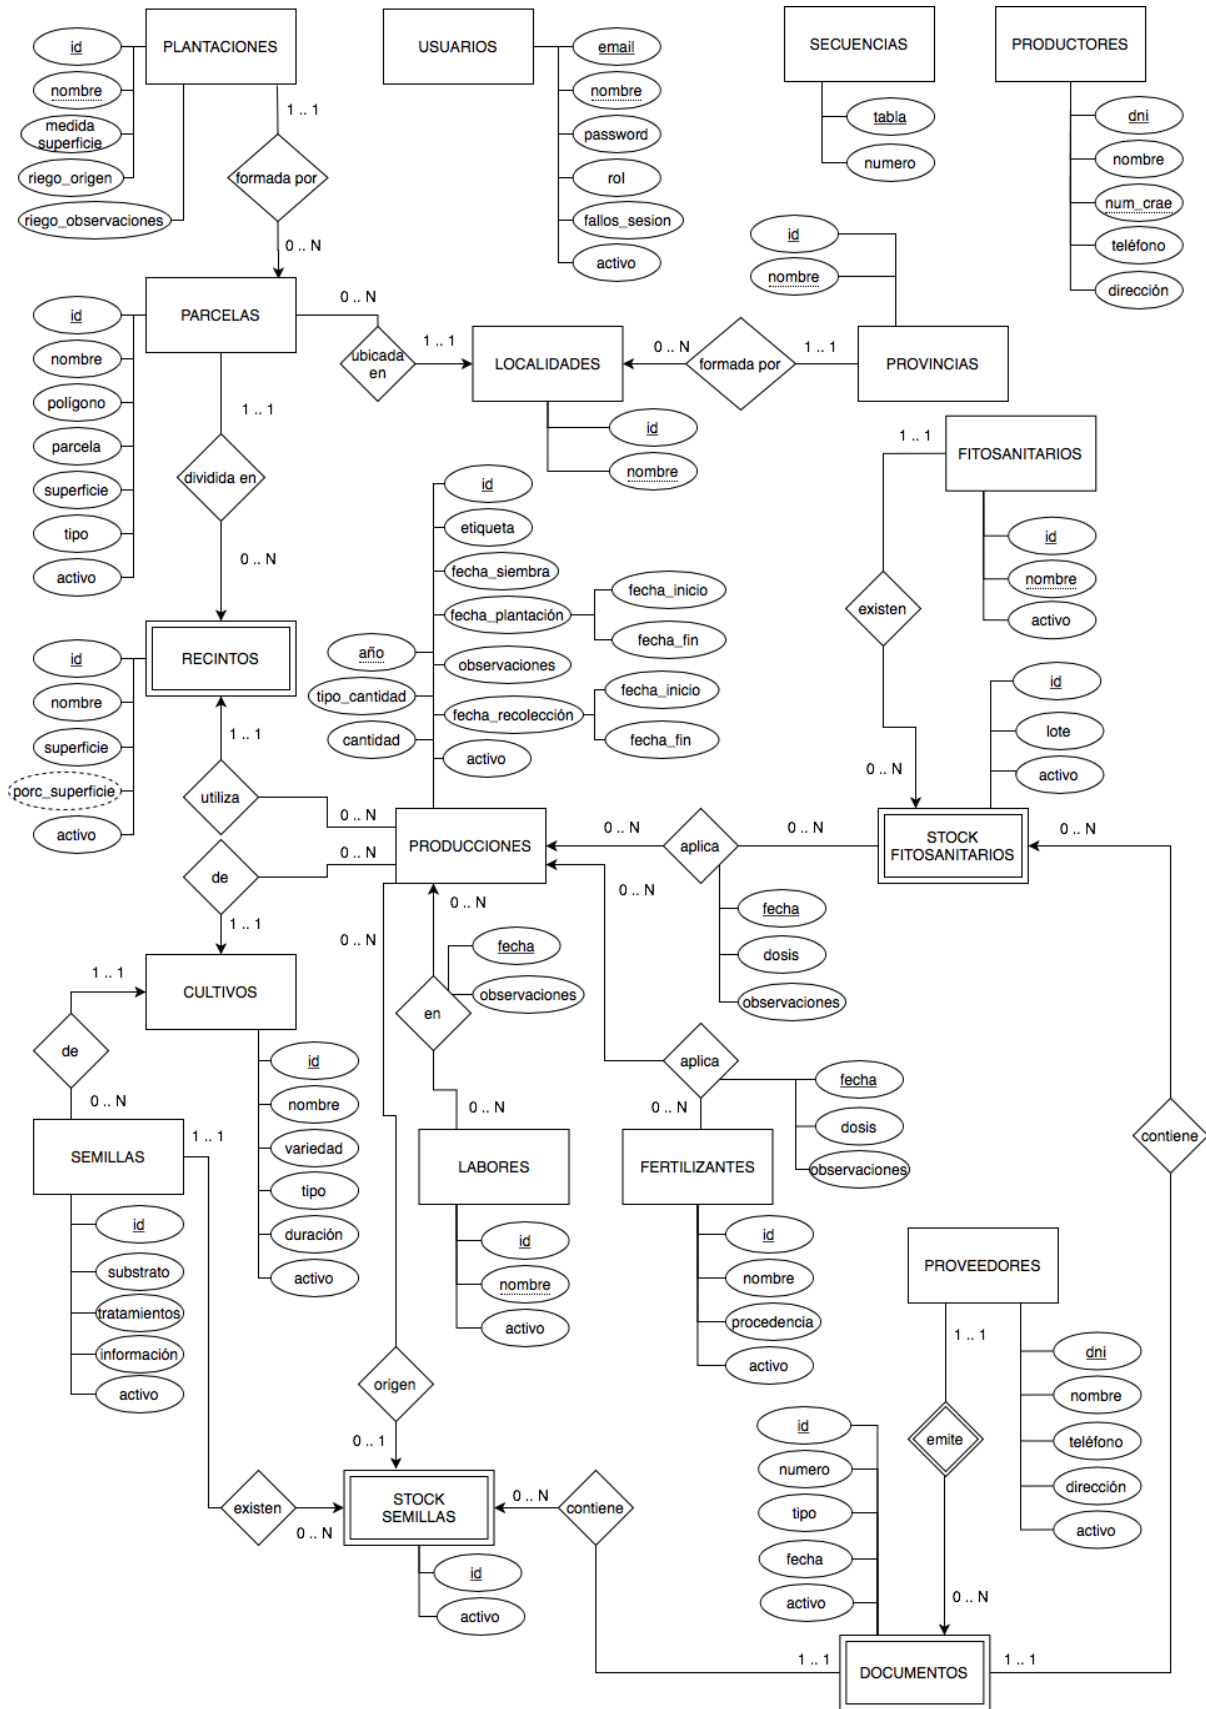 PLANTACIONES
id
nombre
medida
superficie
riego_origen
riego_observaciones
1 .. 1
formada por
0 .. N
USUARIOS
email
nombre
password
rol
fallos_sesion
activo
SECUENCIAS
tabla
numero
PRODUCTORES
dni
nombre
num_crae
teléfono
dirección
PARCELAS
id
nombre
polígono
parcela
superficie
tipo
activo
0 .. N
ubicada
en
1 .. 1
LOCALIDADES
id
nombre
0 .. N
formada por
1 .. 1
PROVINCIAS
id
nombre
1 .. 1
dividida en
0 .. N
RECINTOS
id
nombre
superficie
porc_superficie
activo
1 .. 1
utiliza
0 .. N
PRODUCCIONES
id
etiqueta
fecha_siembra
fecha_plantación
fecha_inicio
fecha_fin
año
observaciones
tipo_cantidad
fecha_recolección
fecha_inicio
fecha_fin
cantidad
activo
FITOSANITARIOS
id
nombre
activo
1 .. 1
existen
0 .. N
STOCK
FITOSANITARIOS
id
lote
activo
0 .. N
aplica
0 .. N
fecha
dosis
observaciones
0 .. N
de
0 .. N
1 .. 1
CULTIVOS
id
nombre
variedad
tipo
duración
activo
1 .. 1
de
0 .. N
SEMILLAS
id
substrato
tratamientos
información
activo
1 .. 1
existen
0 .. N
0 .. N
origen
0 .. 1
STOCK
SEMILLAS
id
activo
0 .. N
fecha
observaciones
en
0 .. N
LABORES
id
nombre
activo
0 .. N
aplica
fecha
dosis
observaciones
0 .. N
FERTILIZANTES
id
nombre
procedencia
activo
PROVEEDORES
dni
nombre
teléfono
dirección
activo
1 .. 1
emite
0 .. N
DOCUMENTOS
id
numero
tipo
fecha
activo
0 .. N
contiene
1 .. 1
1 .. 1
contiene